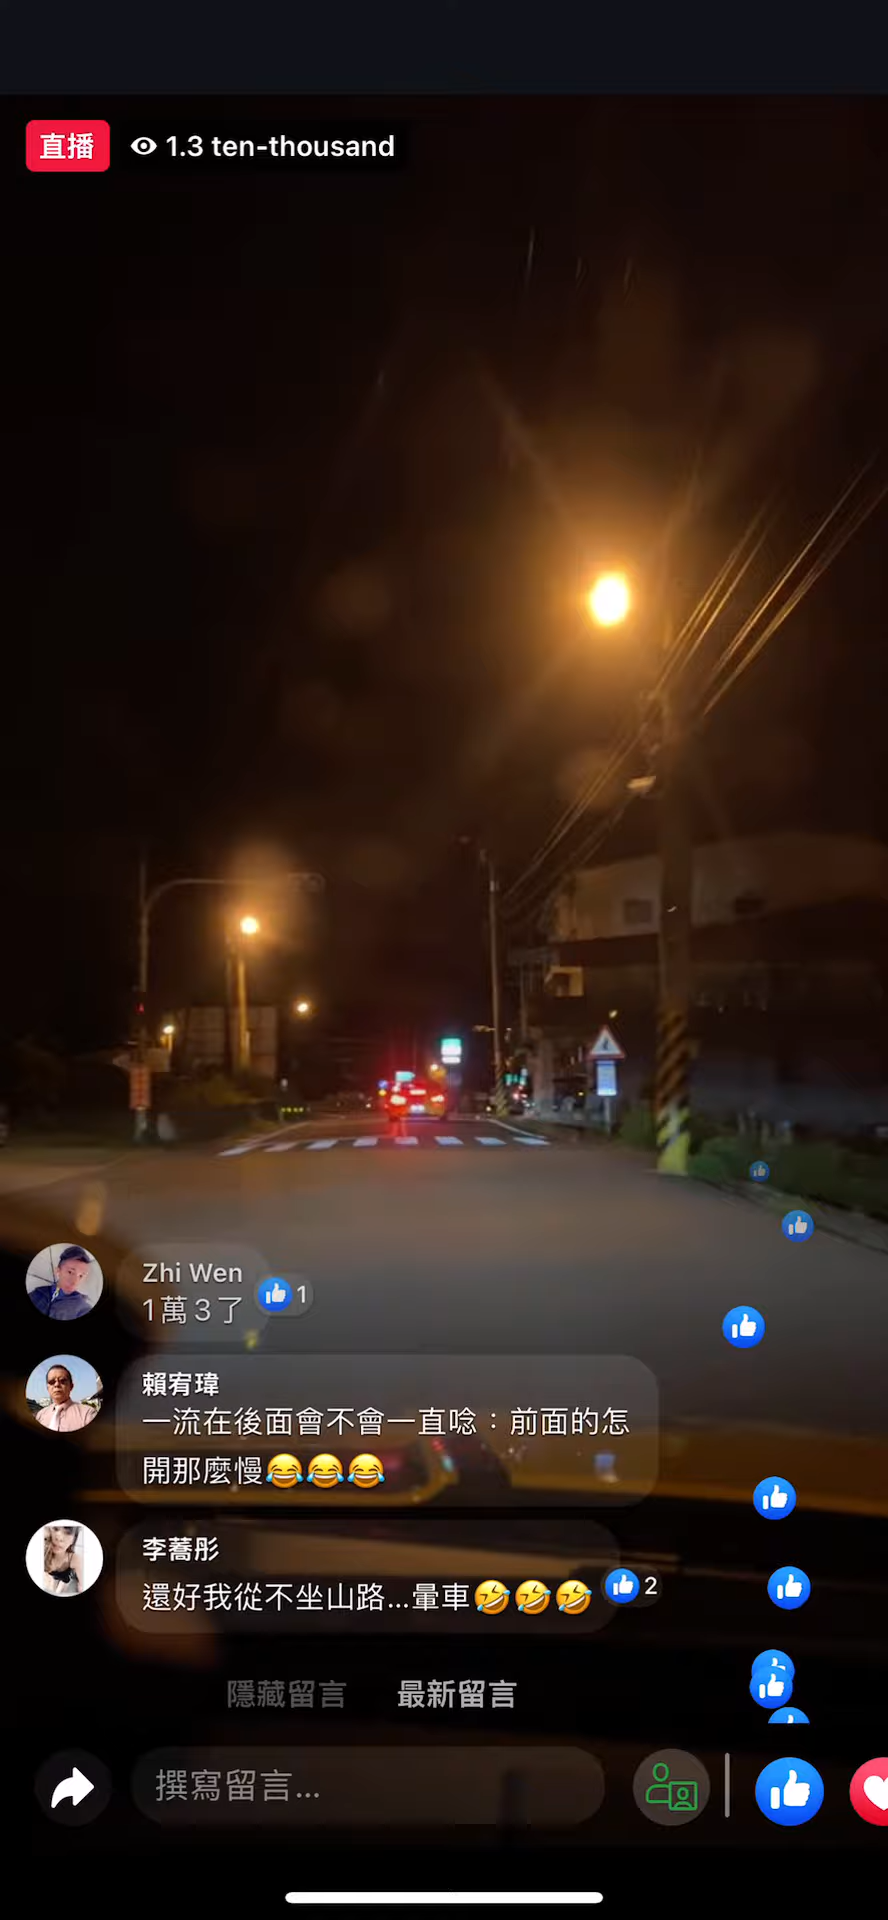 直播 1.3 ten-thousand
Zhi Wen
1萬3了 1
賴宥瑋
一流在後面會不會一直唸：前面的怎
開那麼慢😂😂😂
李蕎彤
還好我從不坐山路...暈車🤣🤣🤣 2
隱藏留言 最新留言
撰寫留言...